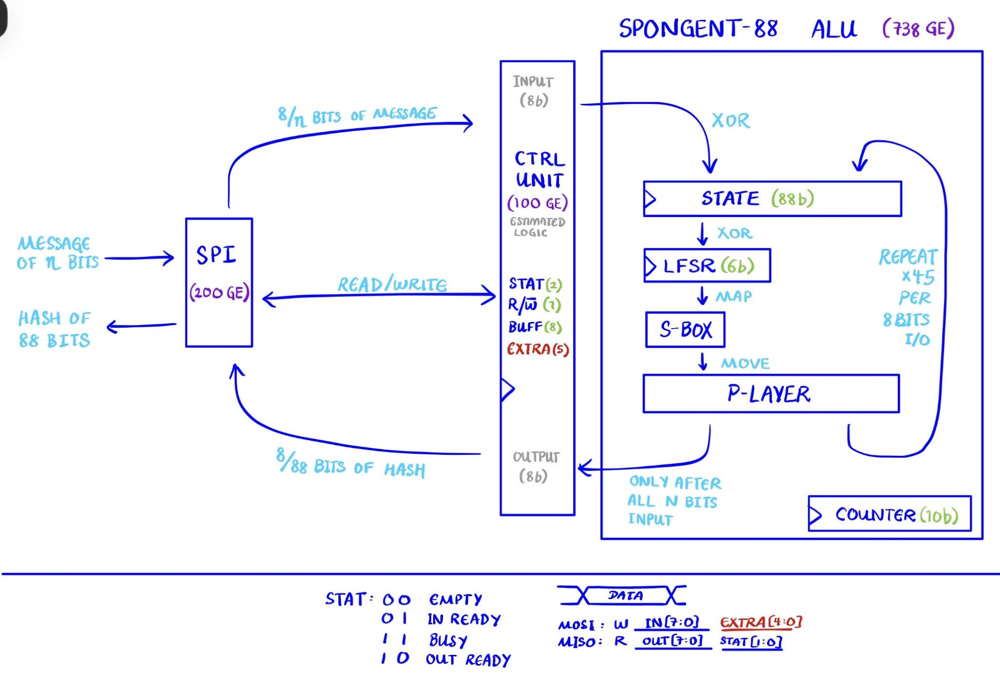 SPONGENT-88 ALU (738 GE)
INPUT
(8b)
8/n BITS OF MESSAGE
XOR
CTRL
UNIT
(100 GE)
ESTIMATED
LOGIC
STATE (88b)
XOR
MESSAGE
OF n BITS
SPI
(200 GE)
LFSR (6b)
REPEAT
x45
PER
8 BITS
I/O
READ/WRITE
STAT (2)
R/W̅ (1)
BUFF (8)
EXTRA (5)
MAP
HASH OF
88 BITS
S-BOX
MOVE
P-LAYER
8/88 BITS OF HASH
OUTPUT
(8b)
ONLY AFTER
ALL N BITS
INPUT
COUNTER (10b)
STAT: 00 EMPTY
01 IN READY
11 BUSY
10 OUT READY
DATA
MOSI: W IN[7:0] EXTRA[4:0]
MISO: R OUT[7:0] STAT[1:0]